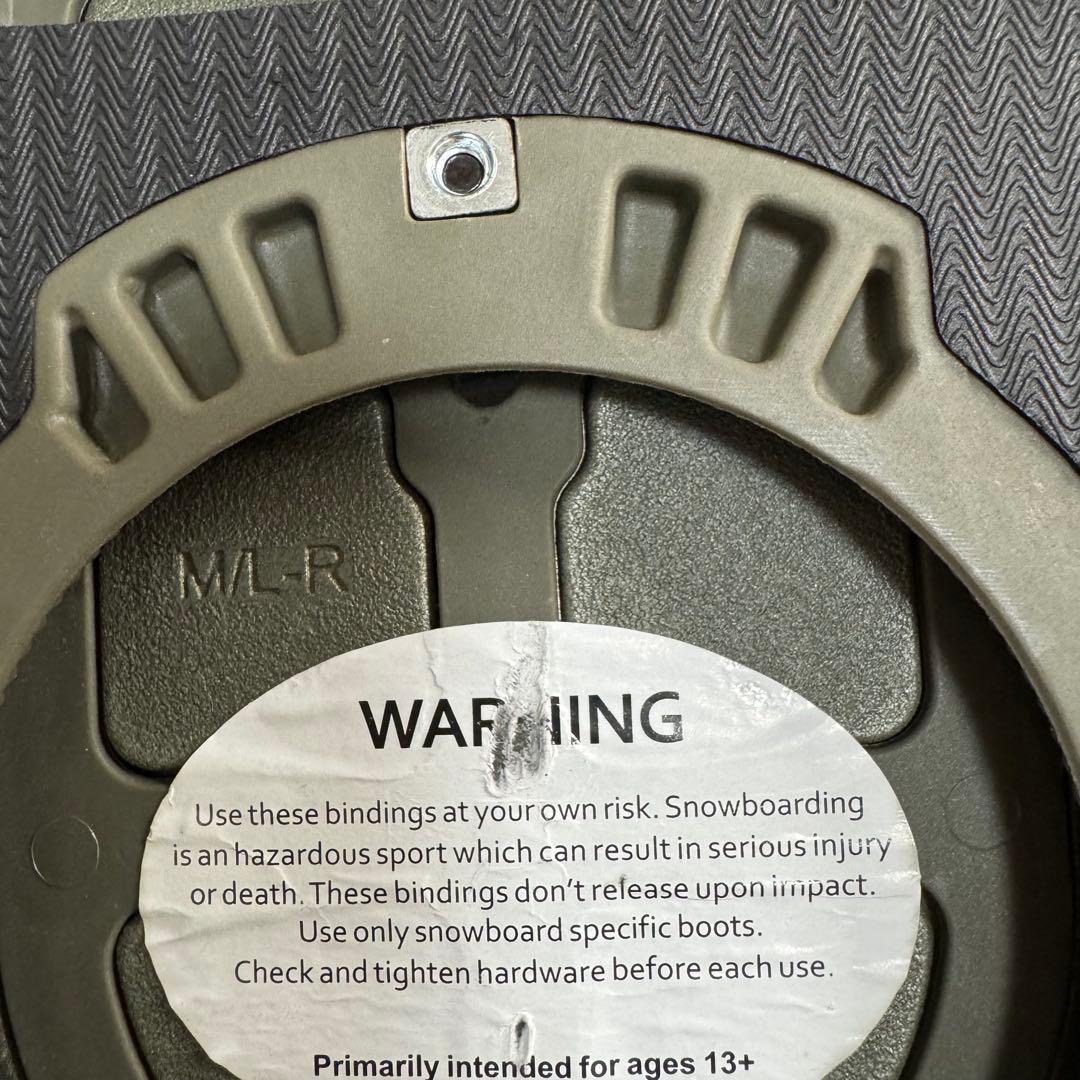 M/L-R
WARNING
Use these bindings at your own risk. Snowboarding
is an hazardous sport which can result in serious injury
or death. These bindings don't release upon impact.
Use only snowboard specific boots.
Check and tighten hardware before each use.
Primarily intended for ages 13+